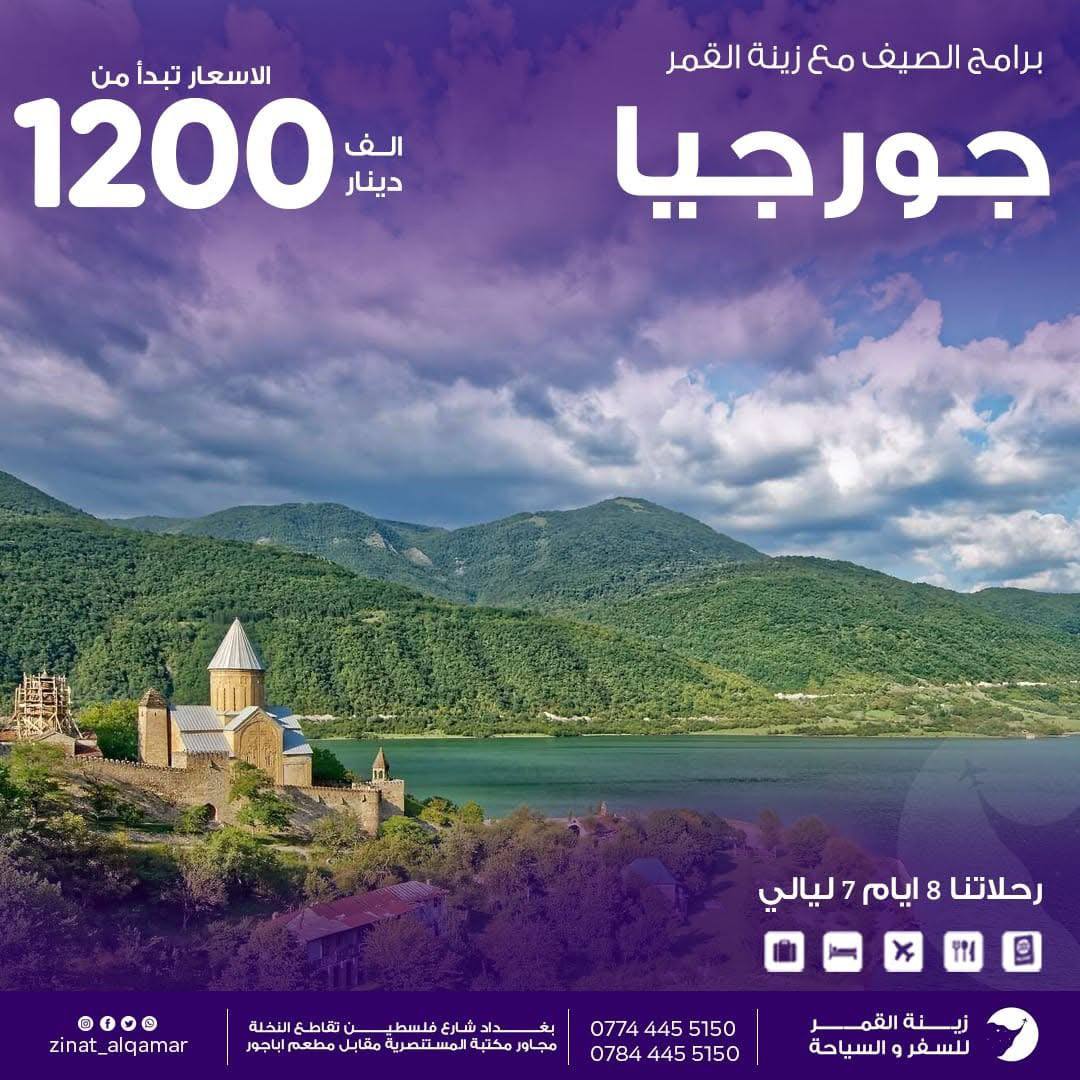 برامج الصيف مع زينة القمر
جورجيا
الاسعار تبدأ من
1200 الف دينار
رحلاتنا 8 ايام 7 ليالي
زينة القمر
للسفر و السياحة
0774 445 5150
0784 445 5150
بغداد شارع فلسطين تقاطع النخلة
مجاور مكتبة المستنصرية مقابل مطعم اباجور
zinat_alqamar